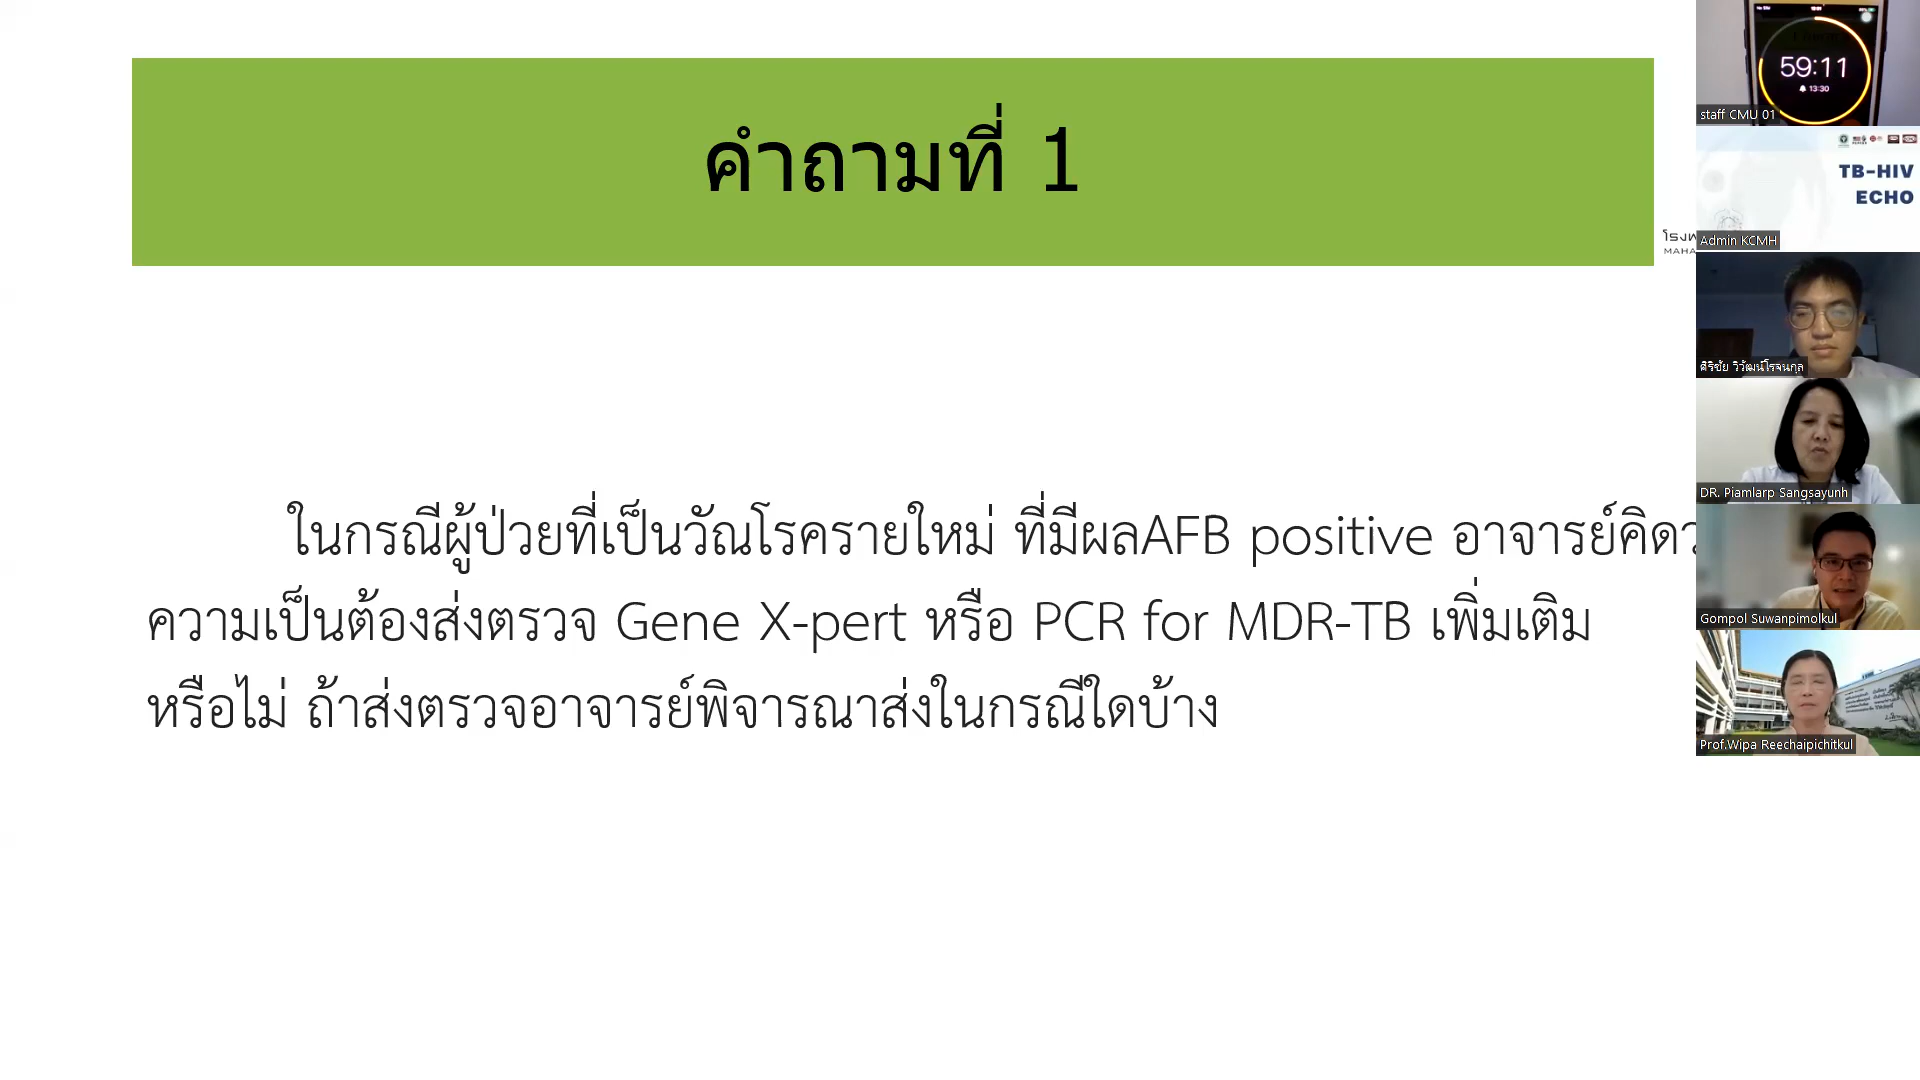 คำถามที่ 1
ในกรณีผู้ป่วยที่เป็นวัณโรครายใหม่ ที่มีผลAFB positive อาจารย์คิดว
ความเป็นต้องส่งตรวจ Gene X-pert หรือ PCR for MDR-TB เพิ่มเติม
หรือไม่ ถ้าส่งตรวจอาจารย์พิจารณาส่งในกรณีใดบ้าง
โรงพ
MAHA
59:11
13:30
staff CMU 01
TB-HIV
ECHO
Admin KCMH
ศิริชัย วิวัฒน์โรจนกุล
DR. Piamlarp Sangsayunh
Gompol Suwanpimolkul
Prof.Wipa Reechaipichitkul